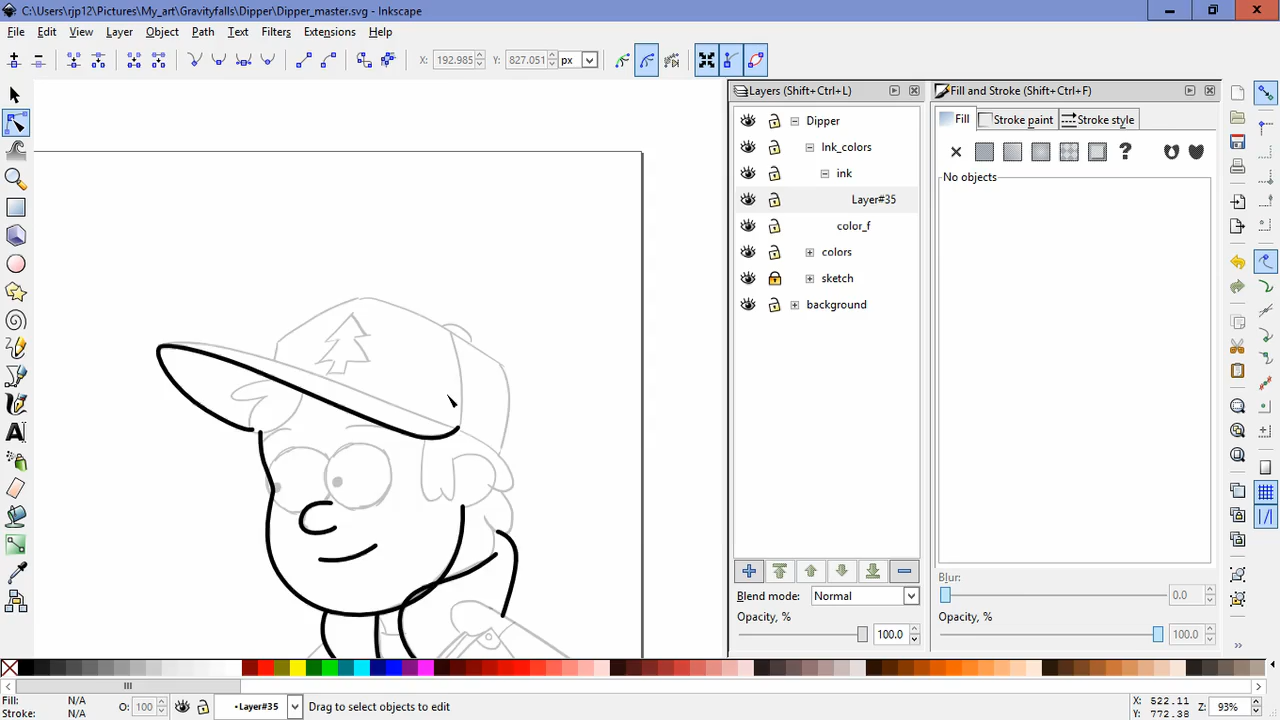 C:\Users\rjp12\Pictures\My_art\Gravityfalls\Dipper\Dipper_master.svg - Inkscape
File Edit View Layer Object Path Text Filters Extensions Help
X: 192.985 Y: 827.051 px
Layers (Shift+Ctrl+L)
Fill and Stroke (Shift+Ctrl+F)
Fill Stroke paint Stroke style
Dipper
Ink_colors
ink
Layer#35
color_f
colors
sketch
background
No objects
Blend mode: Normal
Opacity, % 100.0
Blur: 0.0
Opacity, % 100.0
Fill: N/A
Stroke: N/A
O: 100
•Layer#35
Drag to select objects to edit
X: 522.11
Y: 772.38
Z: 93%